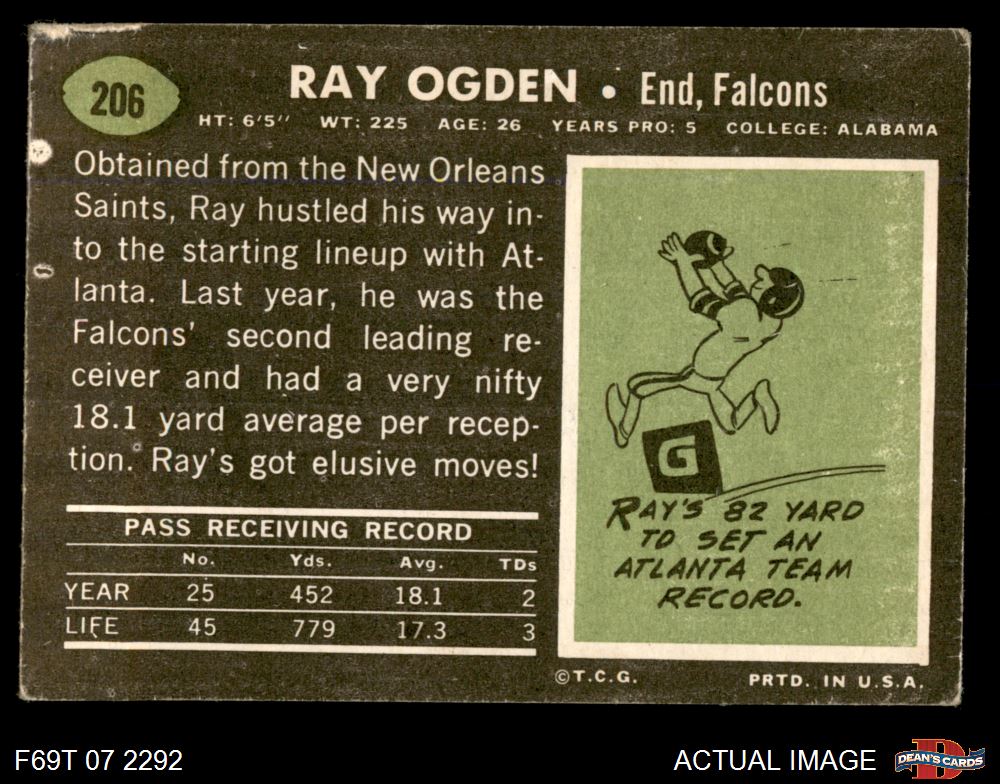 206
RAY OGDEN • End, Falcons
HT: 6'5'' WT: 225 AGE: 26 YEARS PRO: 5 COLLEGE: ALABAMA
Obtained from the New Orleans
Saints, Ray hustled his way in-
to the starting lineup with At-
lanta. Last year, he was the
Falcons' second leading re-
ceiver and had a very nifty
18.1 yard average per recep-
tion. Ray's got elusive moves!
PASS RECEIVING RECORD
No. Yds. Avg. TDs
YEAR 25 452 18.1 2
LIFE 45 779 17.3 3
G
RAY'S 82 YARD
TD SET AN
ATLANTA TEAM
RECORD.
©T.C.G. PRTD. IN U.S.A.
F69T 07 2292
ACTUAL IMAGE
D
DEAN'S CARDS